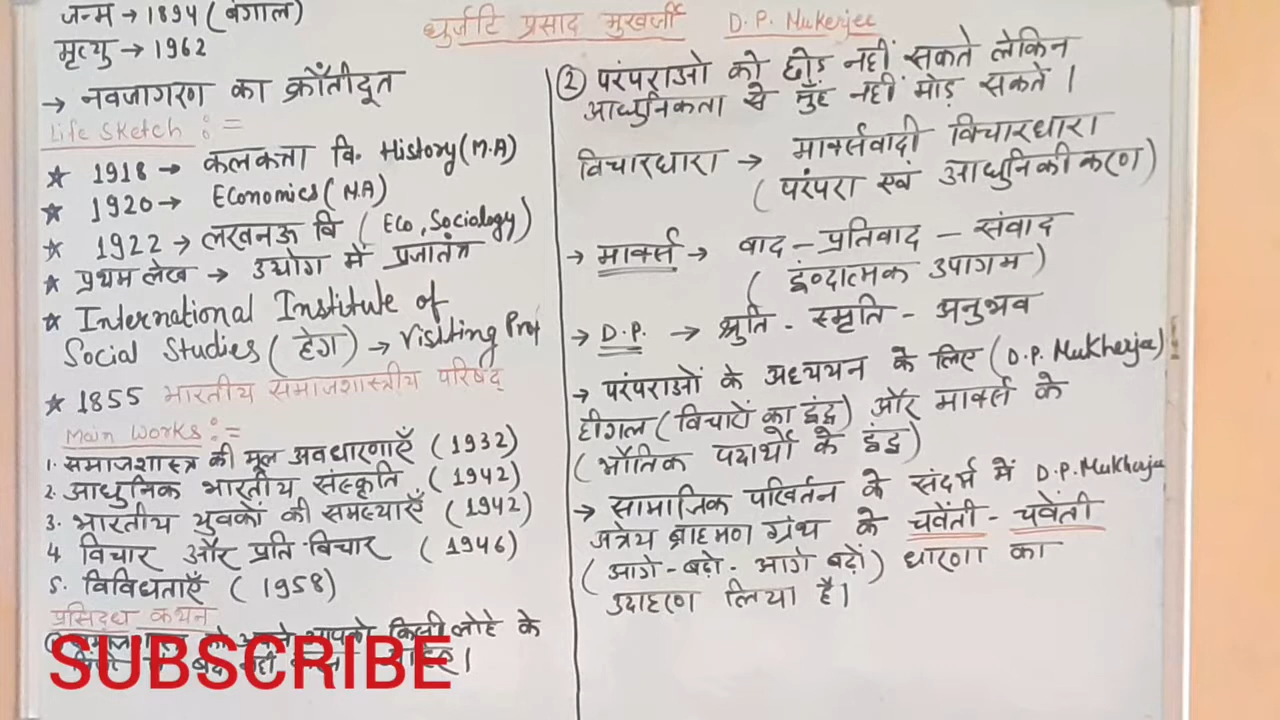 जन्म → 1894 (बंगाल)
मृत्यु → 1962
→ नवजागरण का क्राँतीदूत
धुर्जटि प्रसाद मुखर्जी D.P. Mukerjee
Life Sketch :=
★ 1918 → कलकत्ता वि. History (M.A)
★ 1920 → Economics (M.A)
★ 1922 → लखनऊ वि (Eco, Sociology)
★ प्रथम लेख → उद्योग में प्रजातंत्र
★ International Institute of
Social Studies (हेग) → Visiting Prof
★ 1855 भारतीय समाजशास्त्रीय परिषद्
Main Works :=
1. समाजशास्त्र की मूल अवधारणाएँ (1932)
2. आधुनिक भारतीय संस्कृति (1942)
3. भारतीय युवकों की समस्याएँ (1942)
4 विचार और प्रति विचार (1946)
5. विविधताएँ (1958)
प्रसिद्ध कथन
आपको किसी लोहे के
SUBSCRIBE
② परंपराओ को छोड़ नहीं सकते लेकिन
आधुनिकता से मुँह नहीं मोड़ सकते।
विचारधारा → मार्क्सवादी विचारधारा
(परंपरा एवं आधुनिकीकरण)
→ मार्क्स → वाद - प्रतिवाद - संवाद
(द्वंदात्मक उपागम)
→ D.P. → श्रुति - स्मृति - अनुभव
→ परंपराओं के अध्ययन के लिए (D.P. Mukherjee)
हीगल (विचारों का द्वंद्व) और मार्क्स के
(भौतिक पदार्थो के द्वंद्व)
→ सामाजिक परिवर्तन के संदर्भ में D.P. Mukherjee
अत्रेय ब्राह्मण ग्रंथ के चवेंती - चवेंती
(आगे - बढ़ो - आगे बढ़ों) धारणा का
उदाहरण लिया है।